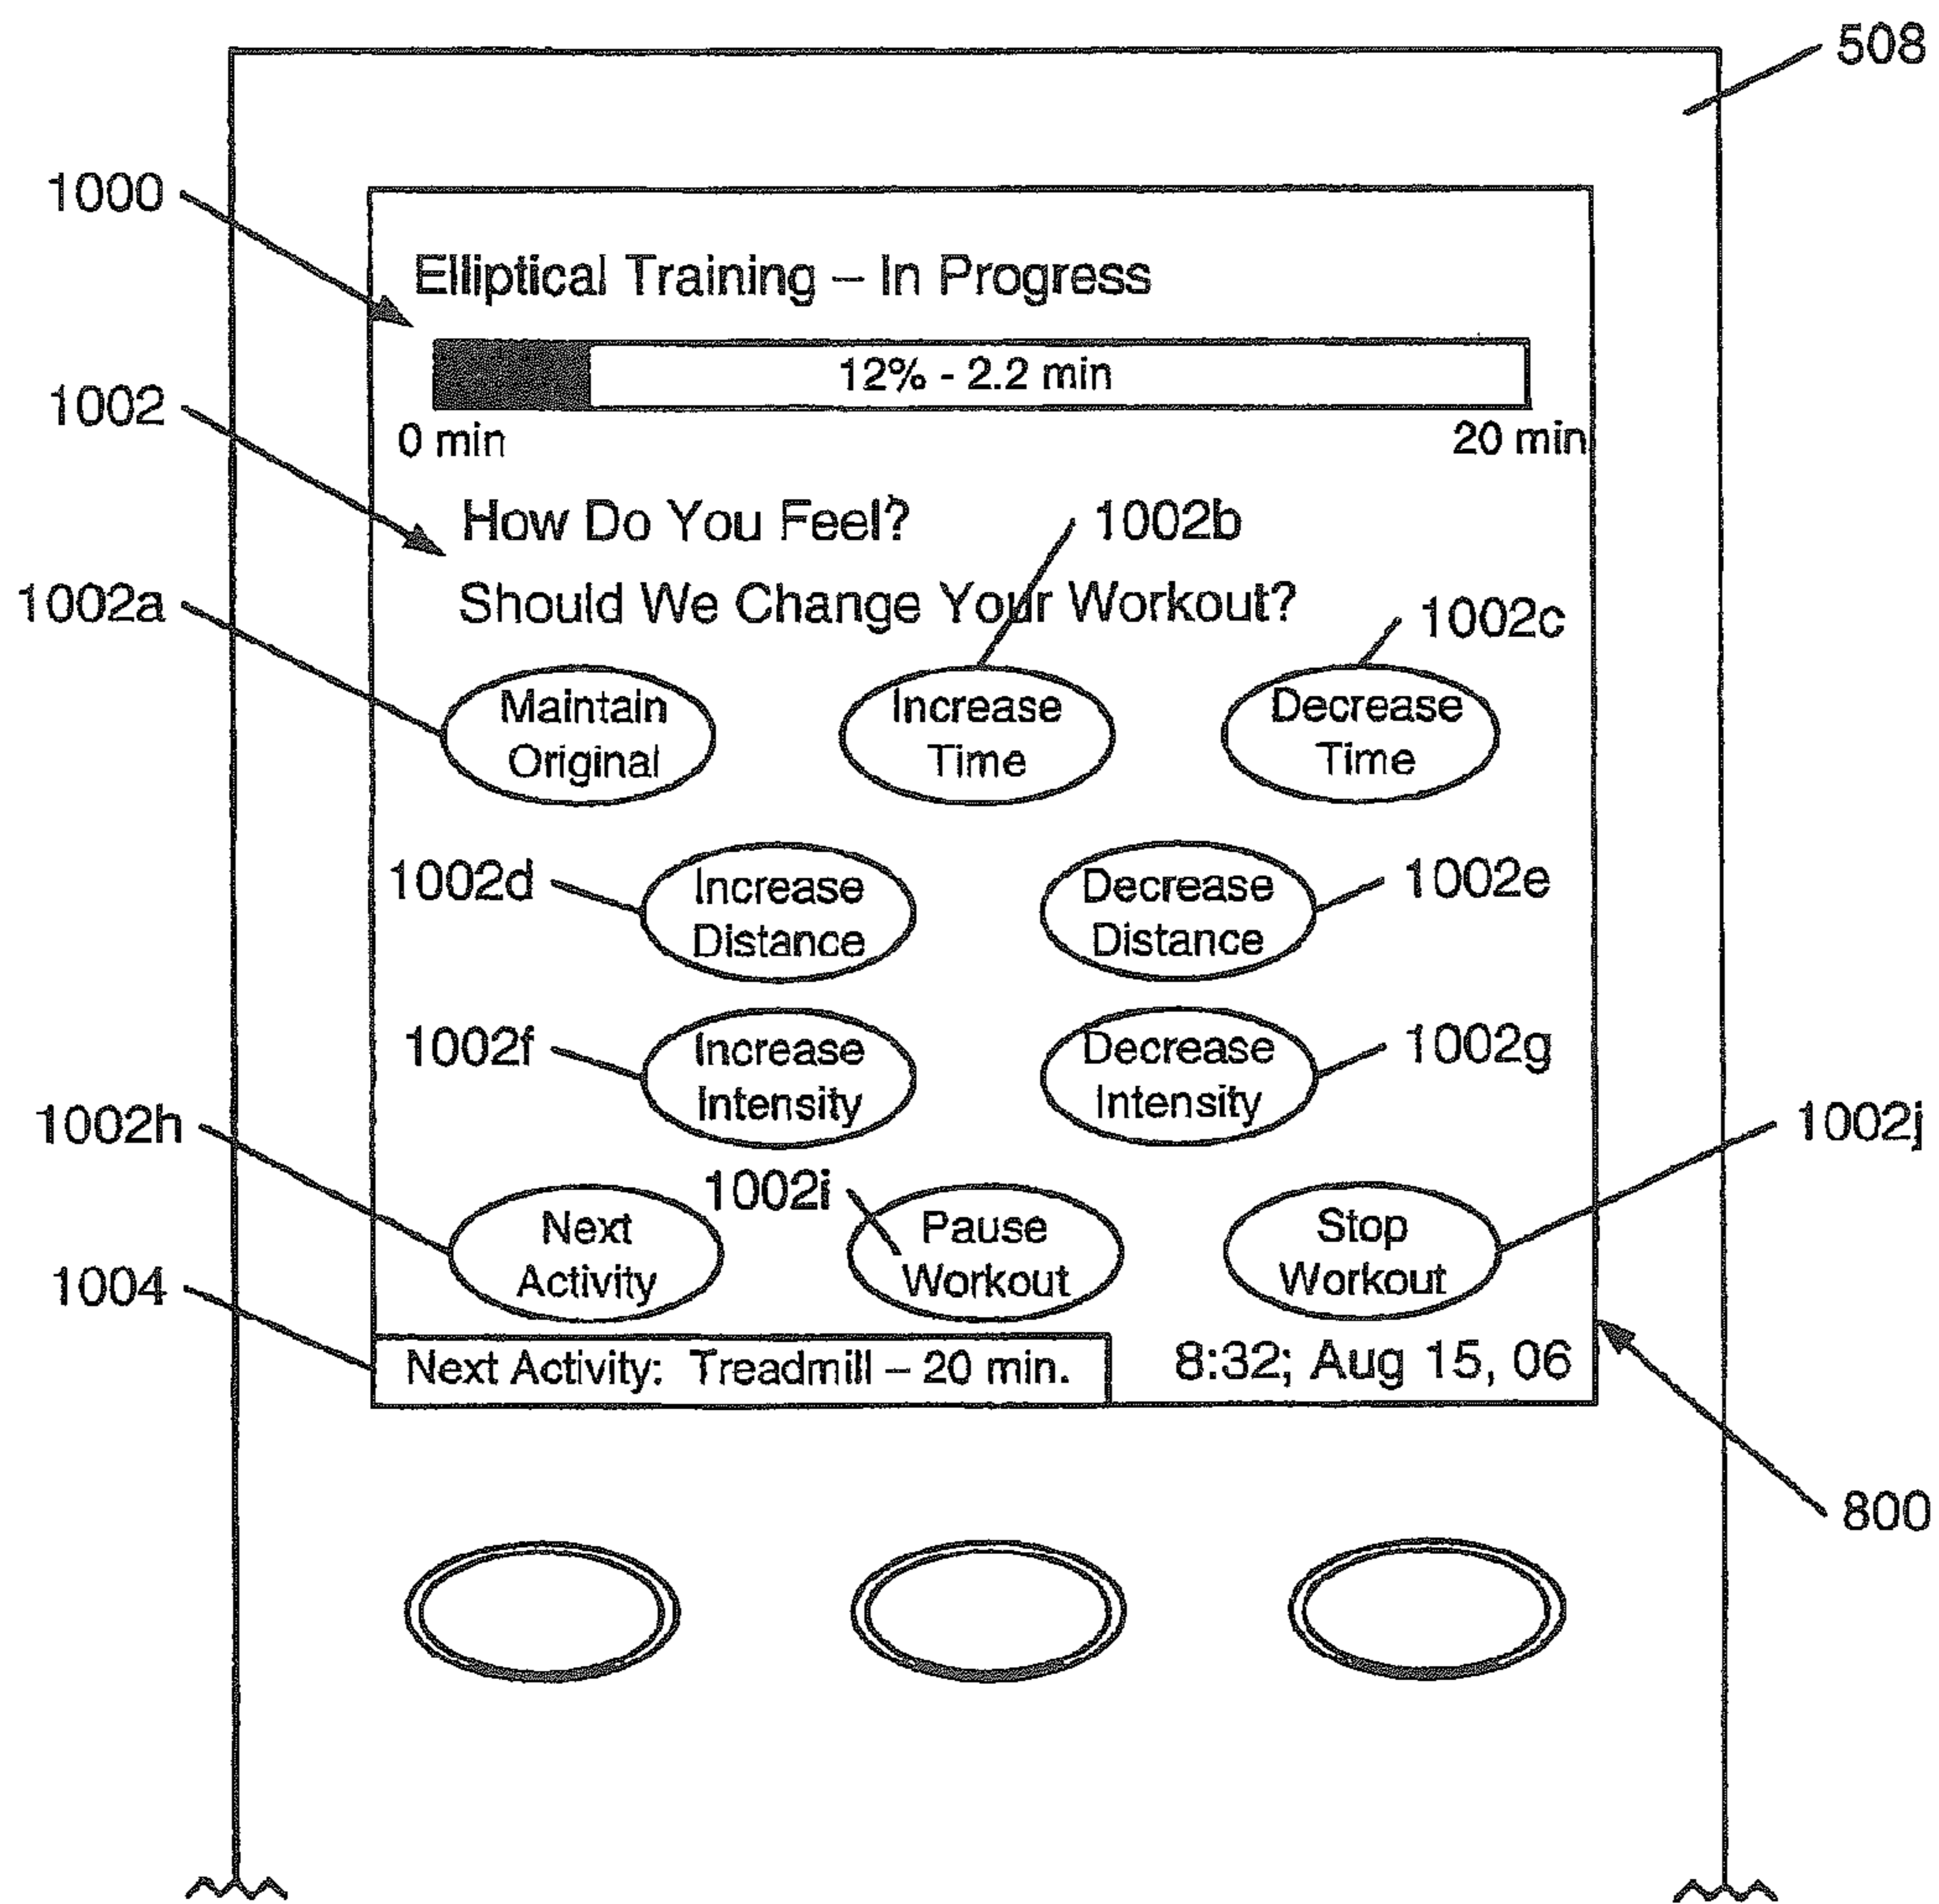 508
1000
Elliptical Training – In Progress
12% - 2.2 min
0 min
20 min
1002
How Do You Feel?
1002b
1002a
Should We Change Your Workout?
1002c
Maintain
Original
Increase
Time
Decrease
Time
1002d
Increase
Distance
Decrease
Distance
1002e
1002f
Increase
Intensity
Decrease
Intensity
1002g
1002h
1002i
1002j
Next
Activity
Pause
Workout
Stop
Workout
1004
Next Activity: Treadmill – 20 min.
8:32; Aug 15, 06
800